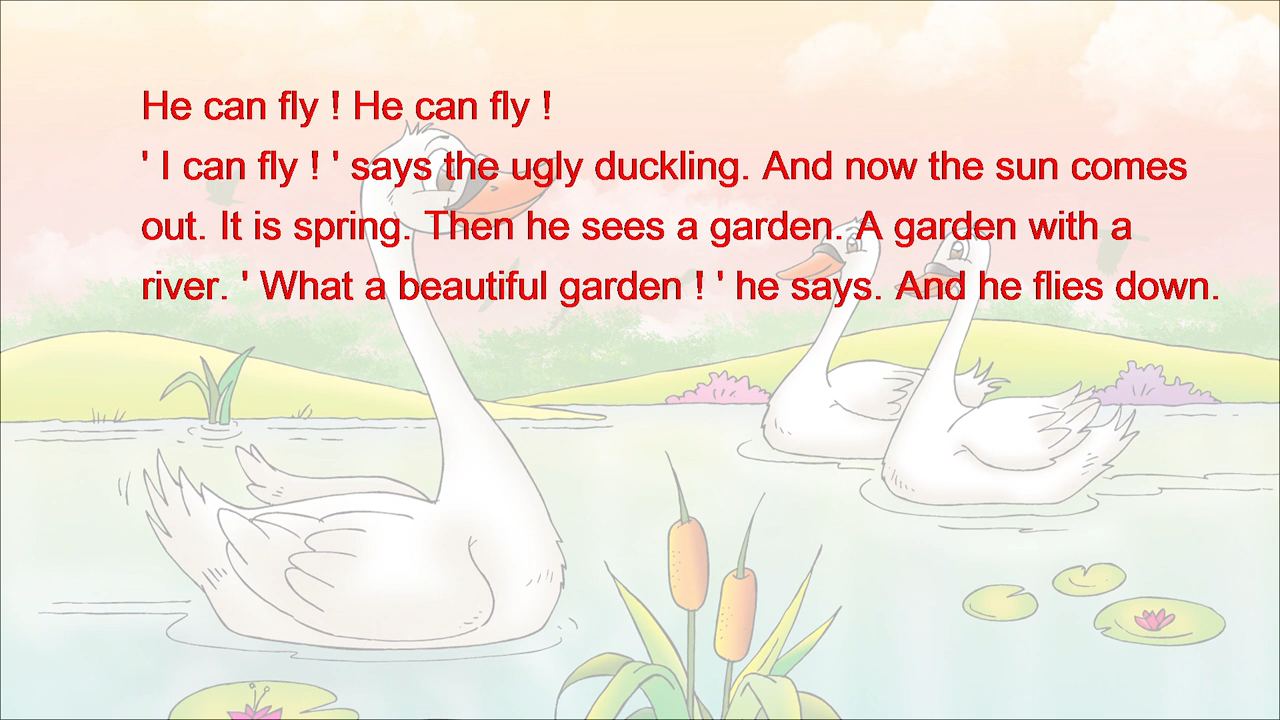 He can fly ! He can fly !
' I can fly ! ' says the ugly duckling. And now the sun comes
out. It is spring. Then he sees a garden. A garden with a
river. ' What a beautiful garden ! ' he says. And he flies down.